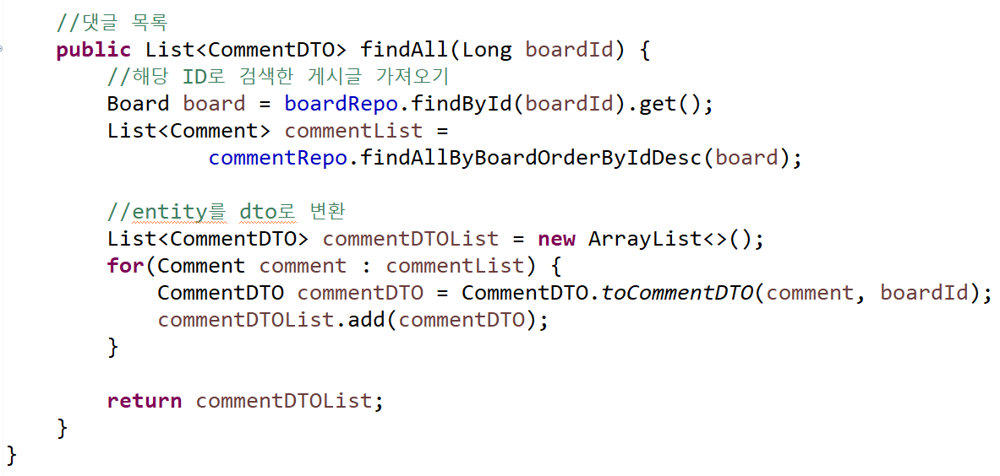 //댓글 목록
public List<CommentDTO> findAll(Long boardId) {
//해당 ID로 검색한 게시글 가져오기
Board board = boardRepo.findById(boardId).get();
List<Comment> commentList =
commentRepo.findAllByBoardOrderByIdDesc(board);
//entity를 dto로 변환
List<CommentDTO> commentDTOList = new ArrayList<>();
for(Comment comment : commentList) {
CommentDTO commentDTO = CommentDTO.toCommentDTO(comment, boardId);
commentDTOList.add(commentDTO);
}
return commentDTOList;
}
}